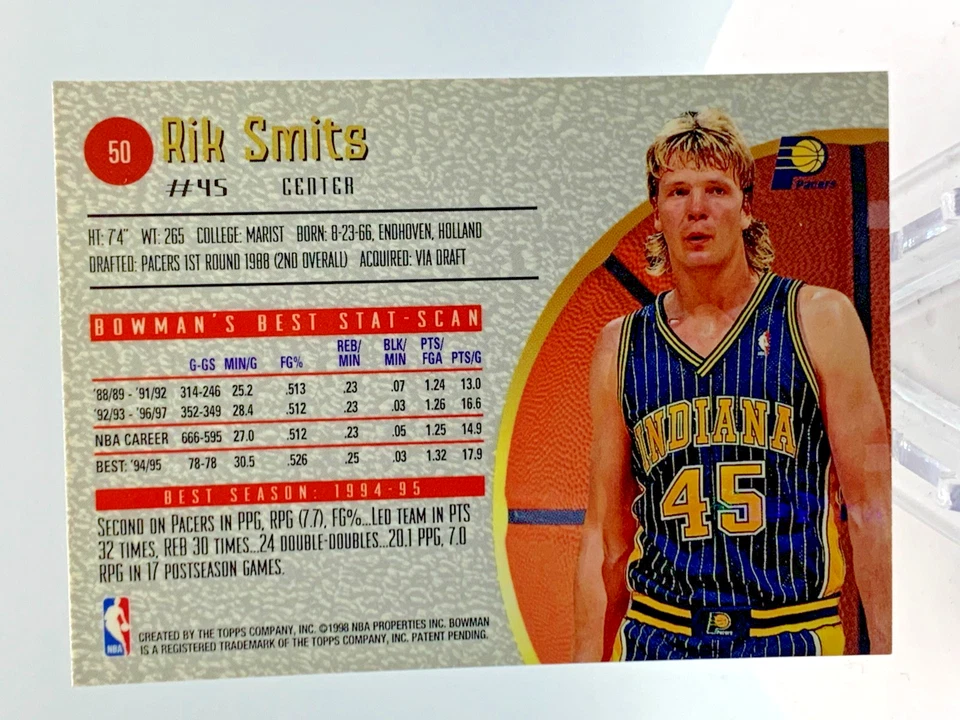 50
Rik Smits
#45 CENTER
HT: 7'4" WT: 265 COLLEGE: MARIST BORN: 8-23-66, ENDHOVEN, HOLLAND
DRAFTED: PACERS 1ST ROUND 1988 (2ND OVERALL) ACQUIRED: VIA DRAFT
BOWMAN'S BEST STAT-SCAN
G-GS MIN/G FG% REB/MIN BLK/MIN PTS/FGA PTS/G
'88/89 - '91/92 314-246 25.2 .513 .23 .07 1.24 13.0
'92/93 - '96/97 352-349 28.4 .512 .23 .03 1.26 16.6
NBA CAREER 666-595 27.0 .512 .23 .05 1.25 14.9
BEST: '94/95 78-78 30.5 .526 .25 .03 1.32 17.9
BEST SEASON: 1994-95
SECOND ON PACERS IN PPG, RPG (7.7), FG%...LED TEAM IN PTS
32 TIMES, REB 30 TIMES...24 DOUBLE-DOUBLES...20.1 PPG, 7.0
RPG IN 17 POSTSEASON GAMES.
NBA
CREATED BY THE TOPPS COMPANY, INC. ©1998 NBA PROPERTIES INC. BOWMAN
IS A REGISTERED TRADEMARK OF THE TOPPS COMPANY, INC. PATENT PENDING.
Pacers
INDIANA
45
Pacers